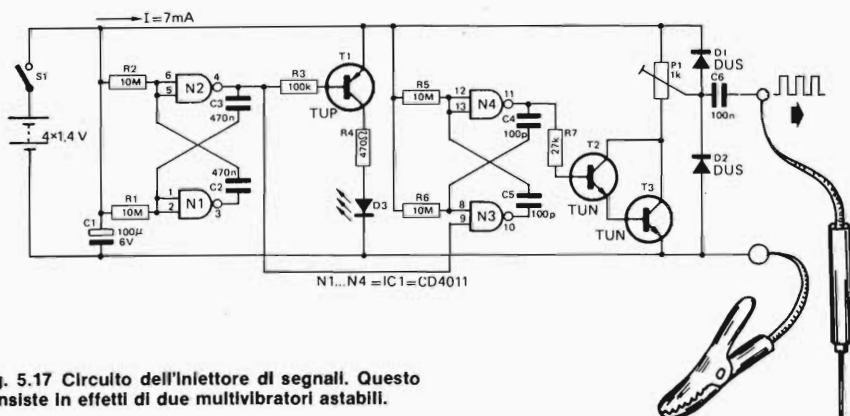 I = 7mA
S1
4×1,4 V
R2
10M
6
5
N2
4
C3
470n
470n
C2
R1
10M
1
2
N1
3
C1
100µ
6V
R3
100k
T1
TUP
R4
470Ω
D3
R5
10M
12
13
N4
11
C4
100p
R7
27k
R6
10M
C5
100p
8
9
N3
10
T2
TUN
T3
TUN
P1
1k
D1
DUS
C6
100n
D2
DUS
N1...N4 = IC1 = CD4011
g. 5.17 Circuito dell'iniettore di segnali. Questo
nsiste in effetti di due multivibratori astabili.